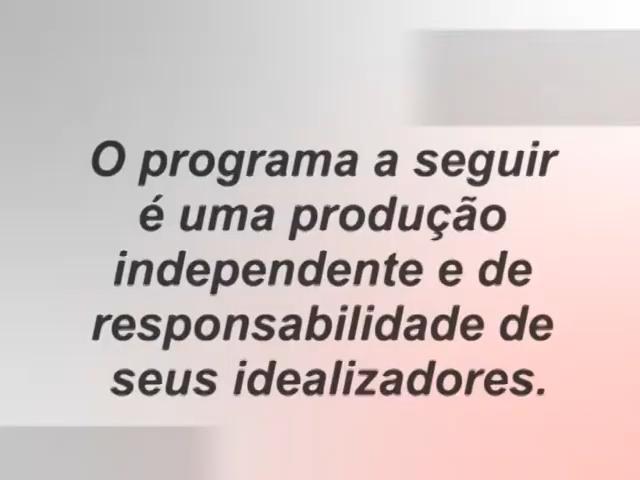 O programa a seguir
é uma produção
independente e de
responsabilidade de
seus idealizadores.